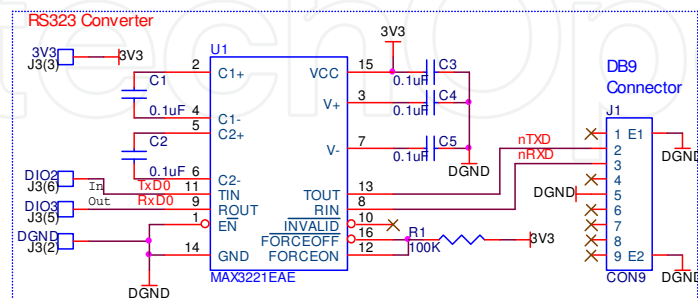 RS323 Converter
3V3
J3(3)
3V3
C1
0.1uF
C2
0.1uF
DIO2
J3(6)
In
TxD0
DIO3
J3(5)
Out
RxD0
DGND
J3(2)
DGND
U1
2 C1+ VCC 15
4 C1- V+ 3
5 C2+ V- 7
6 C2-
11 TIN TOUT 13
9 ROUT RIN 8
1 EN INVALID 10
FORCEOFF 16
14 GND FORCEON 12
MAX3221EAE
3V3
C3
0.1uF
C4
0.1uF
C5
0.1uF
DGND
R1
100K
3V3
nTXD
nRXD
DB9
Connector
J1
1 E1
2
3
4
5
6
7
8
9 E2
CON9
DGND
DGND
DGND
techOp